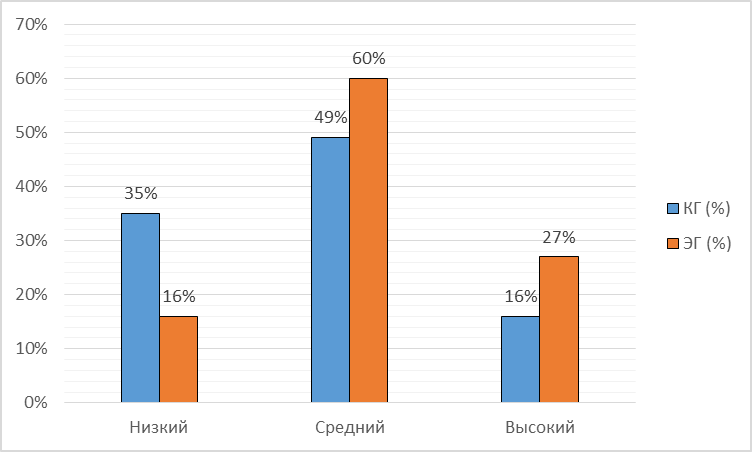 70%
60%
50%
40%
30%
20%
10%
0%
35%
16%
49%
60%
16%
27%
Низкий
Средний
Высокий
КГ (%)
ЭГ (%)